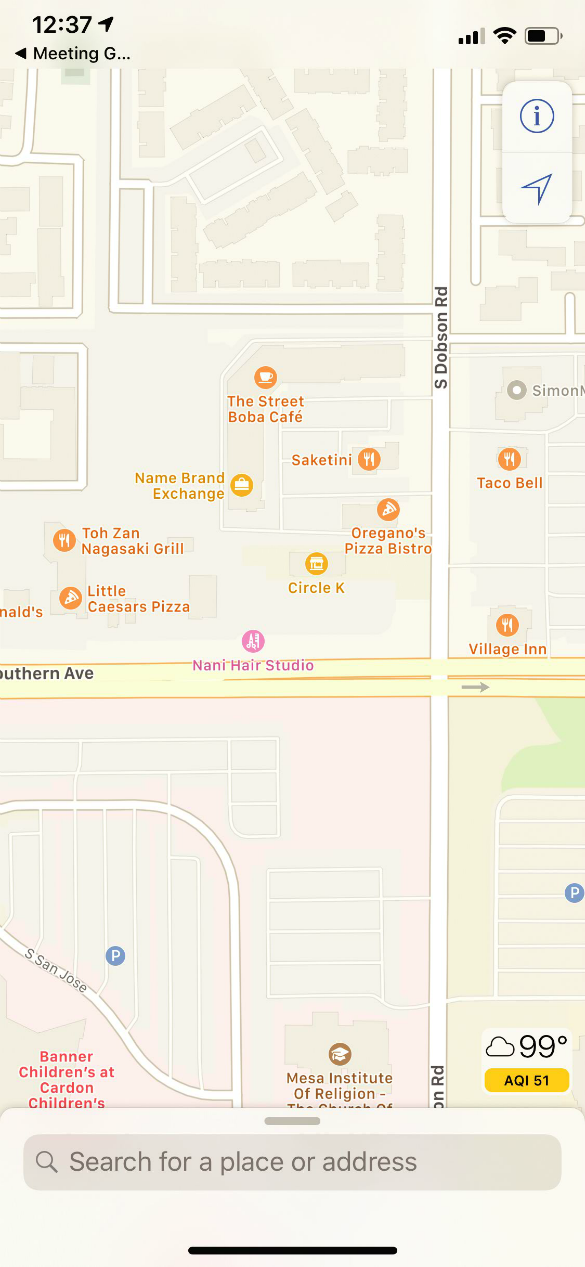 12:37
◀ Meeting G...
S Dobson Rd
The Street
Boba Café
SimonM
Saketini
Name Brand
Exchange
Taco Bell
Oregano's
Pizza Bistro
Toh Zan
Nagasaki Grill
Circle K
Little
Caesars Pizza
nald's
Village Inn
Nani Hair Studio
outhern Ave
P
P
S San Jose
99°
AQI 51
Banner
Children's at
Cardon
Children's
Mesa Institute
Of Religion -
The Church Of
on Rd
Search for a place or address